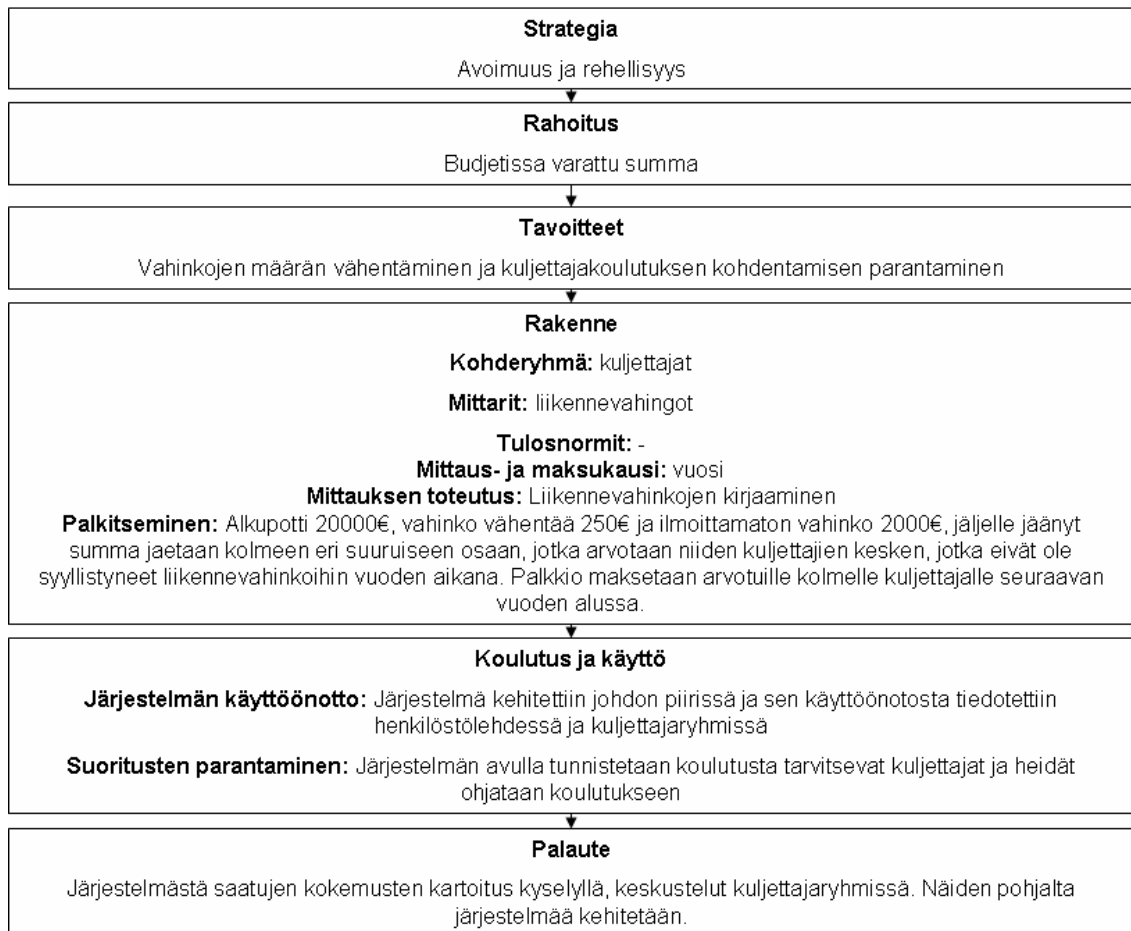 Strategia
Avoimuus ja rehellisyys
Rahoitus
Budjetissa varattu summa
Tavoitteet
Vahinkojen määrän vähentäminen ja kuljettajakoulutuksen kohdentamisen parantaminen
Rakenne
Kohderyhmä: kuljettajat
Mittarit: liikennevahingot
Tulosnormit: -
Mittaus- ja maksukausi: vuosi
Mittauksen toteutus: Liikennevahinkojen kirjaaminen
Palkitseminen: Alkupotti 20000€, vahinko vähentää 250€ ja ilmoittamaton vahinko 2000€, jäljelle jäänyt
summa jaetaan kolmeen eri suuruiseen osaan, jotka arvotaan niiden kuljettajien kesken, jotka eivät ole
syyllistyneet liikennevahinkoihin vuoden aikana. Palkkio maksetaan arvotuille kolmelle kuljettajalle seuraavan
vuoden alussa.
Koulutus ja käyttö
Järjestelmän käyttöönotto: Järjestelmä kehitettiin johdon piirissä ja sen käyttöönotosta tiedotettiin
henkilöstölehdessä ja kuljettajaryhmissä
Suoritusten parantaminen: Järjestelmän avulla tunnistetaan koulutusta tarvitsevat kuljettajat ja heidät
ohjataan koulutukseen
Palaute
Järjestelmästä saatujen kokemusten kartoitus kyselyllä, keskustelut kuljettajaryhmissä. Näiden pohjalta
järjestelmää kehitetään.